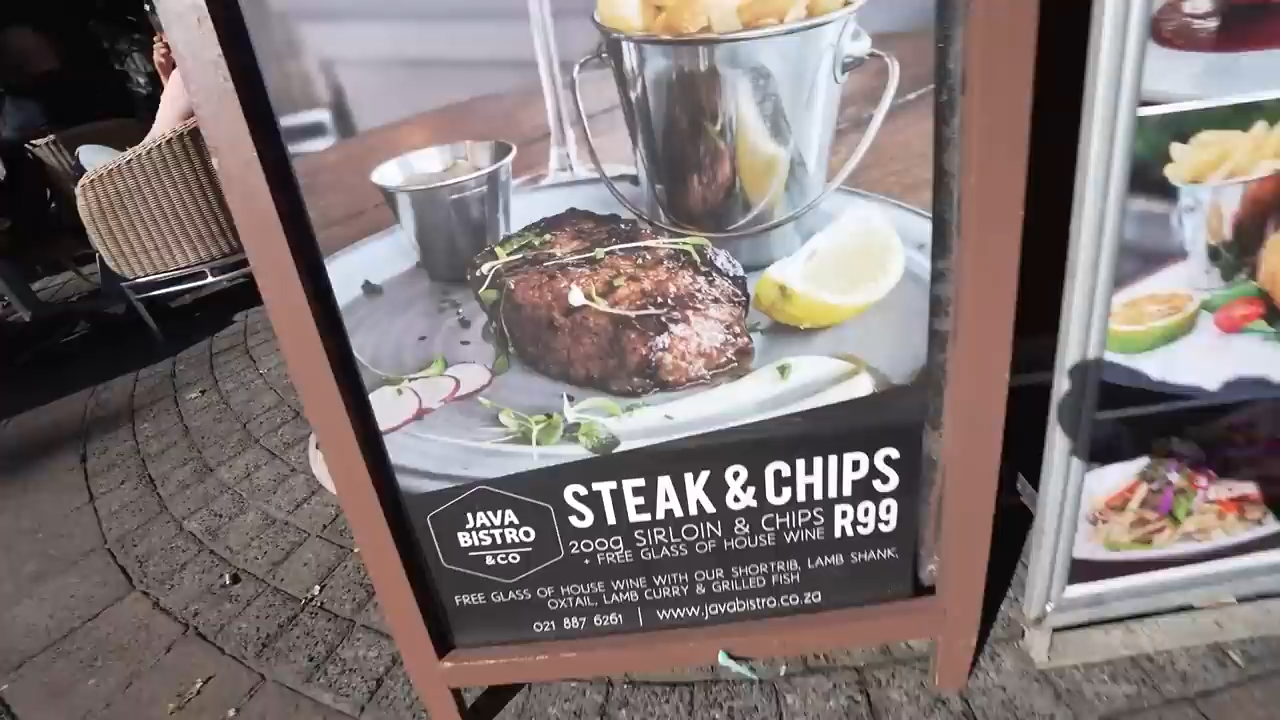 STEAK & CHIPS
JAVA
BISTRO
& CO
200g SIRLOIN & CHIPS
R99
+ FREE GLASS OF HOUSE WINE
FREE GLASS OF HOUSE WINE WITH OUR SHORTRIB, LAMB SHANK,
OXTAIL, LAMB CURRY & GRILLED FISH
021 887 6261 | www.javabistro.co.za